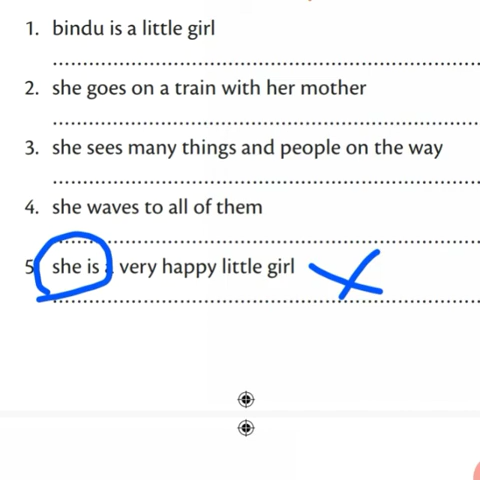 1. bindu is a little girl
2. she goes on a train with her mother
3. she sees many things and people on the way
4. she waves to all of them
5. she is a very happy little girl